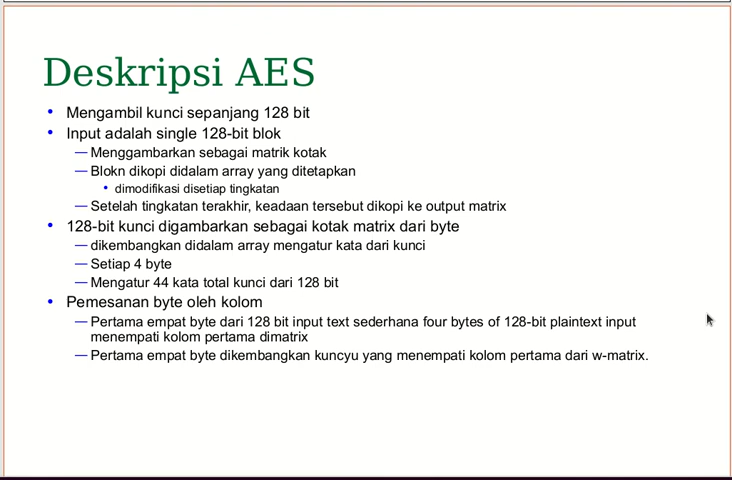 Deskripsi AES
• Mengambil kunci sepanjang 128 bit
• Input adalah single 128-bit blok
— Menggambarkan sebagai matrik kotak
— Blokn dikopi didalam array yang ditetapkan
• dimodifikasi disetiap tingkatan
— Setelah tingkatan terakhir, keadaan tersebut dikopi ke output matrix
• 128-bit kunci digambarkan sebagai kotak matrix dari byte
— dikembangkan didalam array mengatur kata dari kunci
— Setiap 4 byte
— Mengatur 44 kata total kunci dari 128 bit
• Pemesanan byte oleh kolom
— Pertama empat byte dari 128 bit input text sederhana four bytes of 128-bit plaintext input
menempati kolom pertama dimatrix
— Pertama empat byte dikembangkan kuncyu yang menempati kolom pertama dari w-matrix.